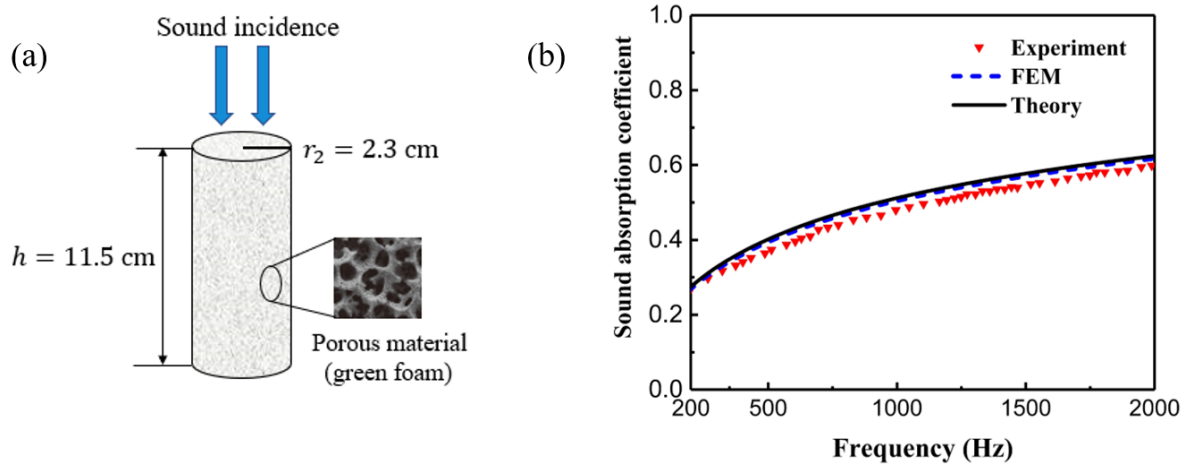 (a)
Sound incidence
r₂ = 2.3 cm
h = 11.5 cm
Porous material
(green foam)
(b)
Sound absorption coefficient
1.0
0.8
0.6
0.4
0.2
0.0
Experiment
FEM
Theory
200
500
1000
1500
2000
Frequency (Hz)